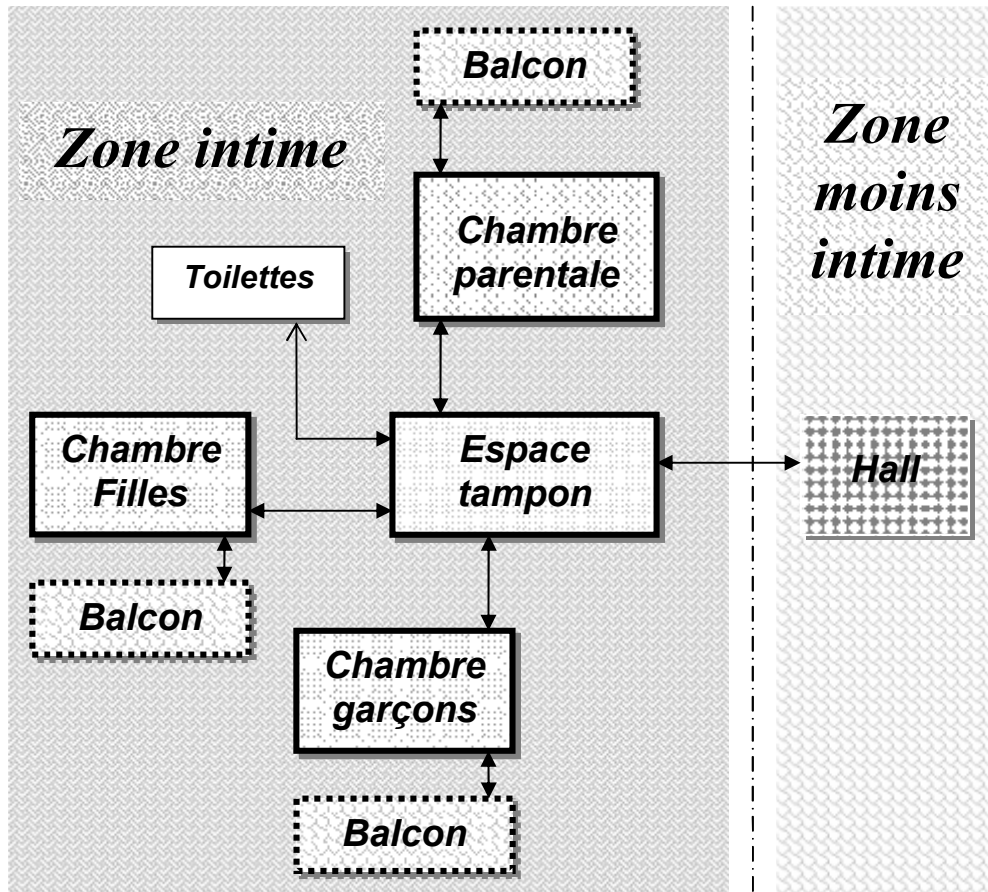 Balcon
Zone intime
Zone
moins
intime
Chambre
parentale
Toilettes
Chambre
Filles
Espace
tampon
Hall
Balcon
Chambre
garçons
Balcon